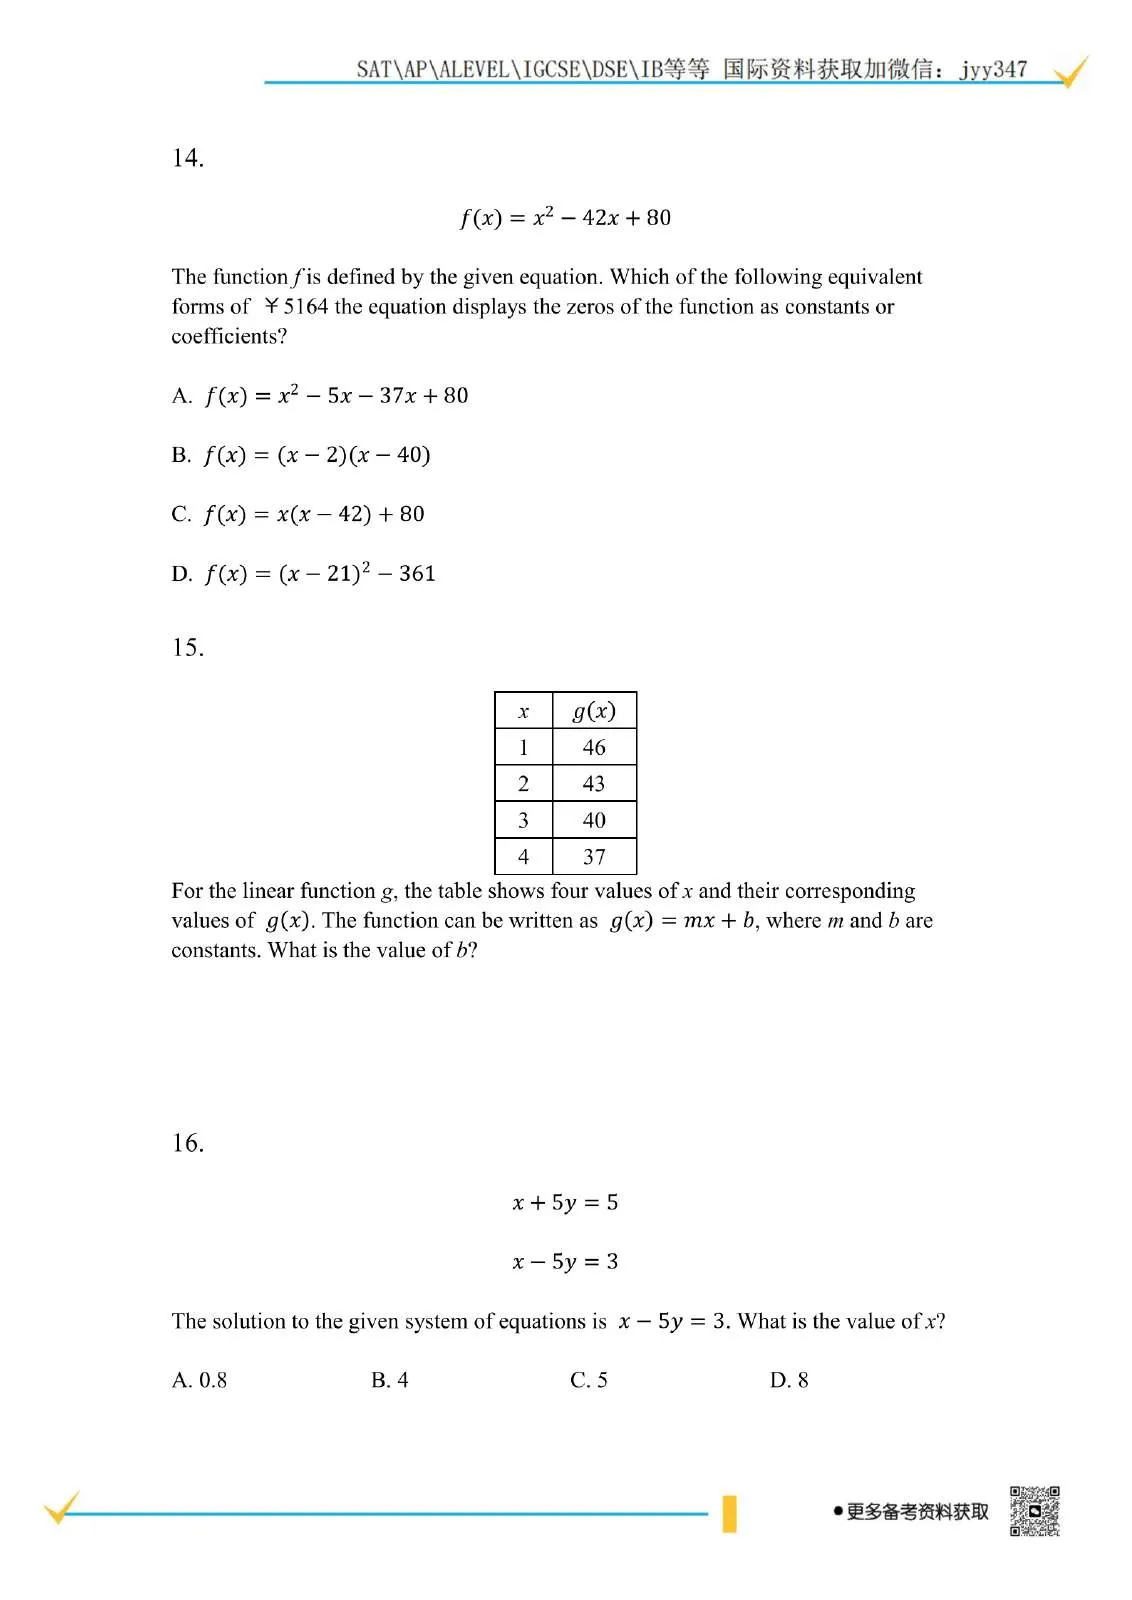 SAT\AP\ALEVEL\IGCSE\DSE\IB等等 国际资料获取加微信：jyy347
14.
f(x) = x² − 42x + 80
The function f is defined by the given equation. Which of the following equivalent
forms of ￥5164 the equation displays the zeros of the function as constants or
coefficients?
A. f(x) = x² − 5x − 37x + 80
B. f(x) = (x − 2)(x − 40)
C. f(x) = x(x − 42) + 80
D. f(x) = (x − 21)² − 361
15.
x g(x)
1 46
2 43
3 40
4 37
For the linear function g, the table shows four values of x and their corresponding
values of g(x). The function can be written as g(x) = mx + b, where m and b are
constants. What is the value of b?
16.
x + 5y = 5
x − 5y = 3
The solution to the given system of equations is x − 5y = 3. What is the value of x?
A. 0.8 B. 4 C. 5 D. 8
●更多备考资料获取